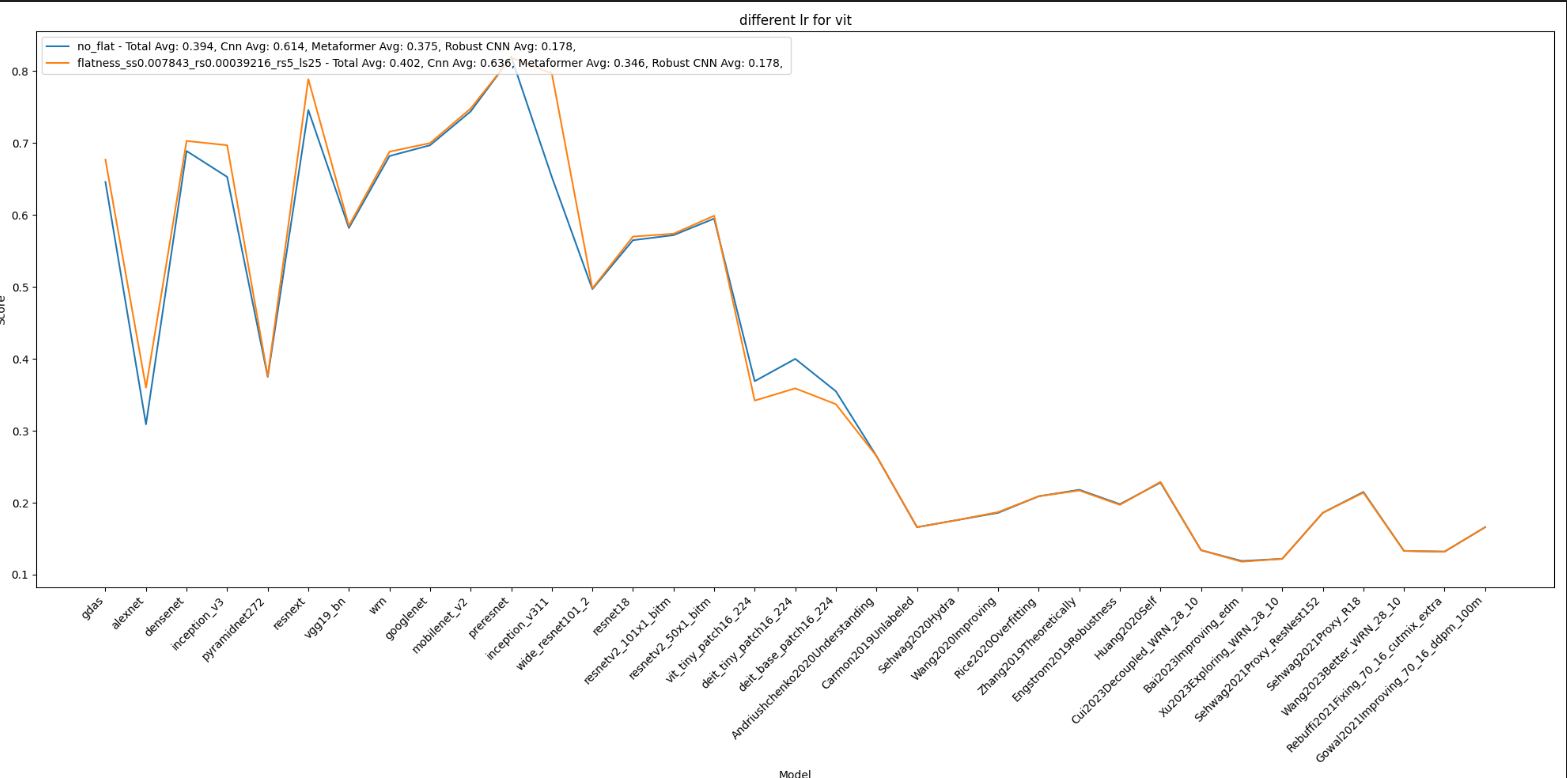 different lr for vit
no_flat - Total Avg: 0.394, Cnn Avg: 0.614, Metaformer Avg: 0.375, Robust CNN Avg: 0.178,
flatness_ss0.007843_rs0.00039216_rs5_ls25 - Total Avg: 0.402, Cnn Avg: 0.636, Metaformer Avg: 0.346, Robust CNN Avg: 0.178,
0.8
0.7
0.6
0.5
0.4
0.3
0.2
0.1
Score
gdas
alexnet
densenet
inception_v3
pyramidnet272
resnext
vgg19_bn
wrn
googlenet
mobilenet_v2
preresnet
inception_v311
wide_resnet101_2
resnet18
resnetv2_101x1_bitm
resnetv2_50x1_bitm
vit_tiny_patch16_224
deit_tiny_patch16_224
deit_base_patch16_224
Andriushchenko2020Understanding
Carmon2019Unlabeled
Sehwag2020Hydra
Wang2020Improving
Rice2020Overfitting
Zhang2019Theoretically
Engstrom2019Robustness
Huang2020Self
Cui2023Decoupled_WRN_28_10
Bai2023Improving_edm
Xu2023Exploring_WRN_28_10
Sehwag2021Proxy_ResNest152
Sehwag2021Proxy_R18
Wang2023Better_WRN_28_10
Rebuffi2021Fixing_70_16_cutmix_extra
Gowal2021Improving_70_16_ddpm_100m
Model